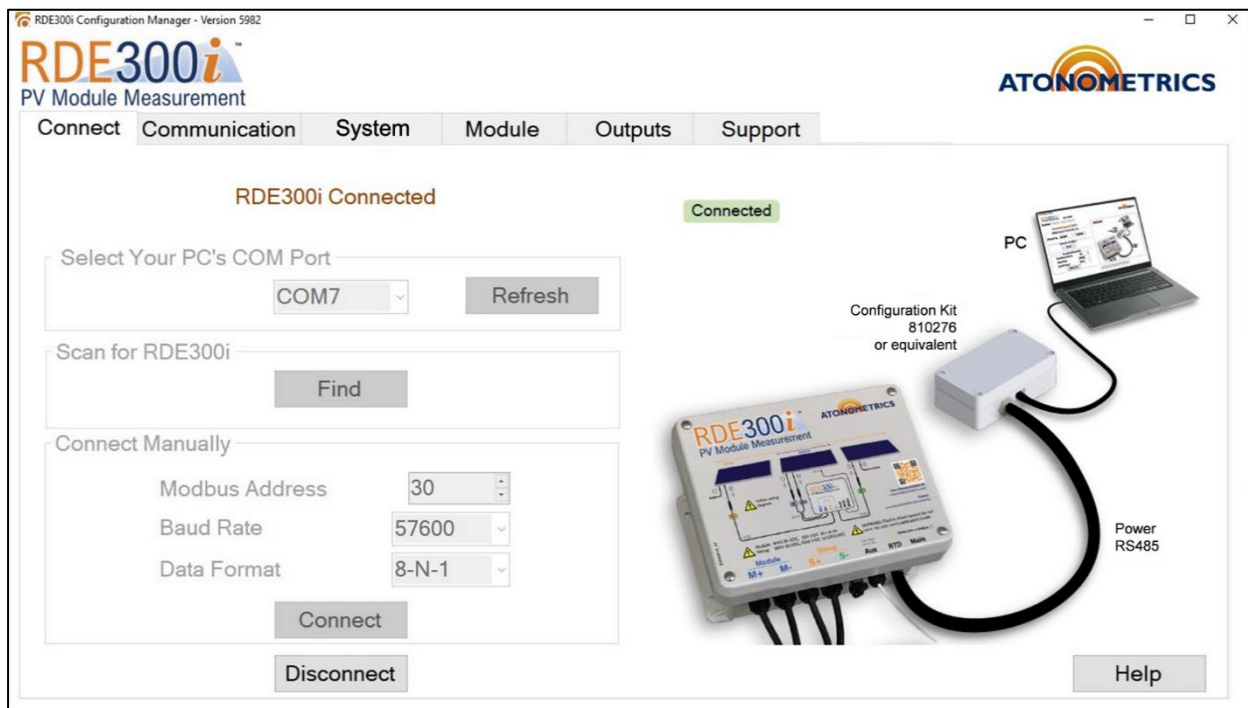 RDE300i Configuration Manager - Version 5982
RDE300i™
PV Module Measurement
ATONOMETRICS
Connect Communication System Module Outputs Support
RDE300i Connected
Connected
Select Your PC's COM Port
COM7 Refresh
Scan for RDE300i
Find
Connect Manually
Modbus Address 30
Baud Rate 57600
Data Format 8-N-1
Connect
Disconnect
PC
Configuration Kit
810276
or equivalent
RDE300i™
PV Module Measurement
ATONOMETRICS
Module
M+ M-
String
S+ S-
Aux RTD Main
Power
RS485
Help